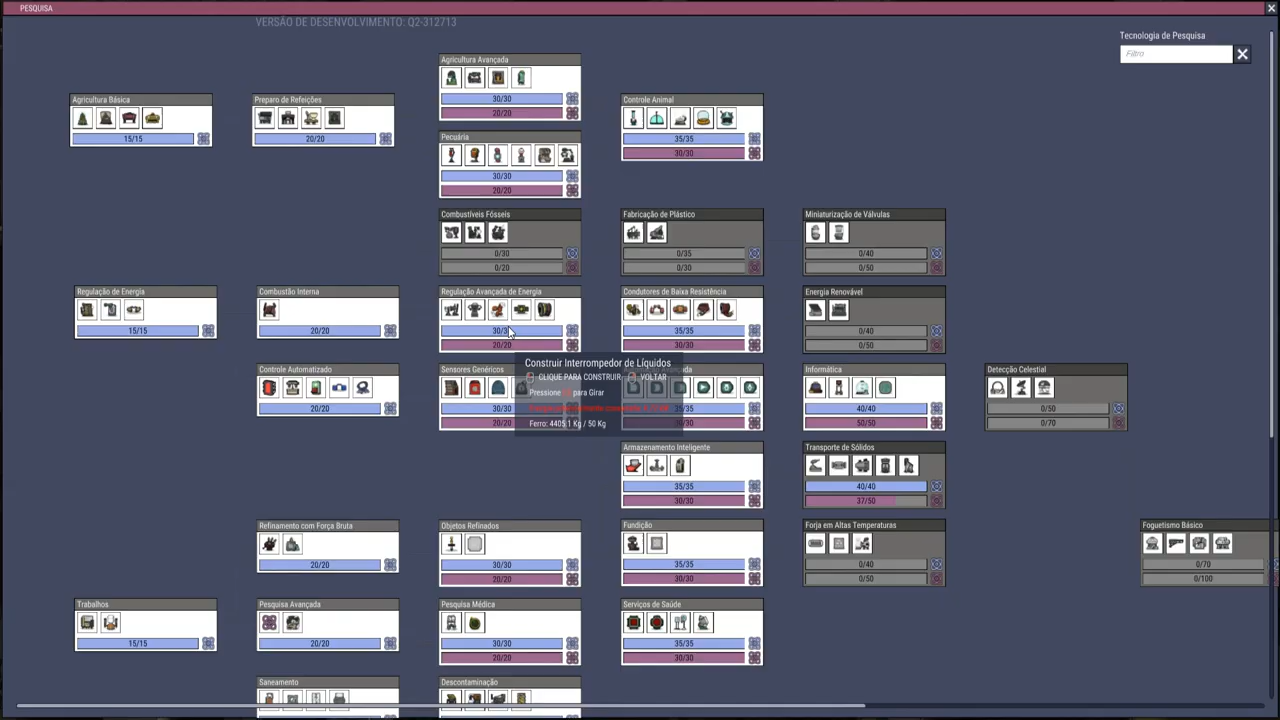 PESQUISA
VERSÃO DE DESENVOLVIMENTO: Q2-312713
Tecnologia de Pesquisa
Filtro
Agricultura Avançada
30/30
20/20
Agricultura Básica
15/15
Preparo de Refeições
20/20
Controle Animal
35/35
30/30
Pecuária
30/30
20/20
Combustíveis Fósseis
0/30
0/20
Fabricação de Plástico
0/35
0/30
Miniaturização de Válvulas
0/40
0/50
Regulação de Energia
15/15
Combustão Interna
20/20
Regulação Avançada de Energia
30/30
20/20
Condutores de Baixa Resistência
35/35
30/30
Energia Renovável
0/40
0/50
Construir Interrompedor de Líquidos
CLIQUE PARA CONSTRUIR VOLTAR
Pressione para Girar
Ferro: 4405.1 Kg / 50 Kg
Controle Automatizado
20/20
Sensores Genéricos
30/30
20/20
35/35
30/30
Informática
40/40
50/50
Detecção Celestial
0/50
0/70
Armazenamento Inteligente
35/35
30/30
Transporte de Sólidos
40/40
37/50
Refinamento com Força Bruta
20/20
Objetos Refinados
30/30
20/20
Fundição
35/35
30/30
Forja em Altas Temperaturas
0/40
0/50
Foguetismo Básico
0/70
0/100
Trabalhos
15/15
Pesquisa Avançada
20/20
Pesquisa Médica
30/30
20/20
Serviços de Saúde
35/35
30/30
Saneamento
Descontaminação